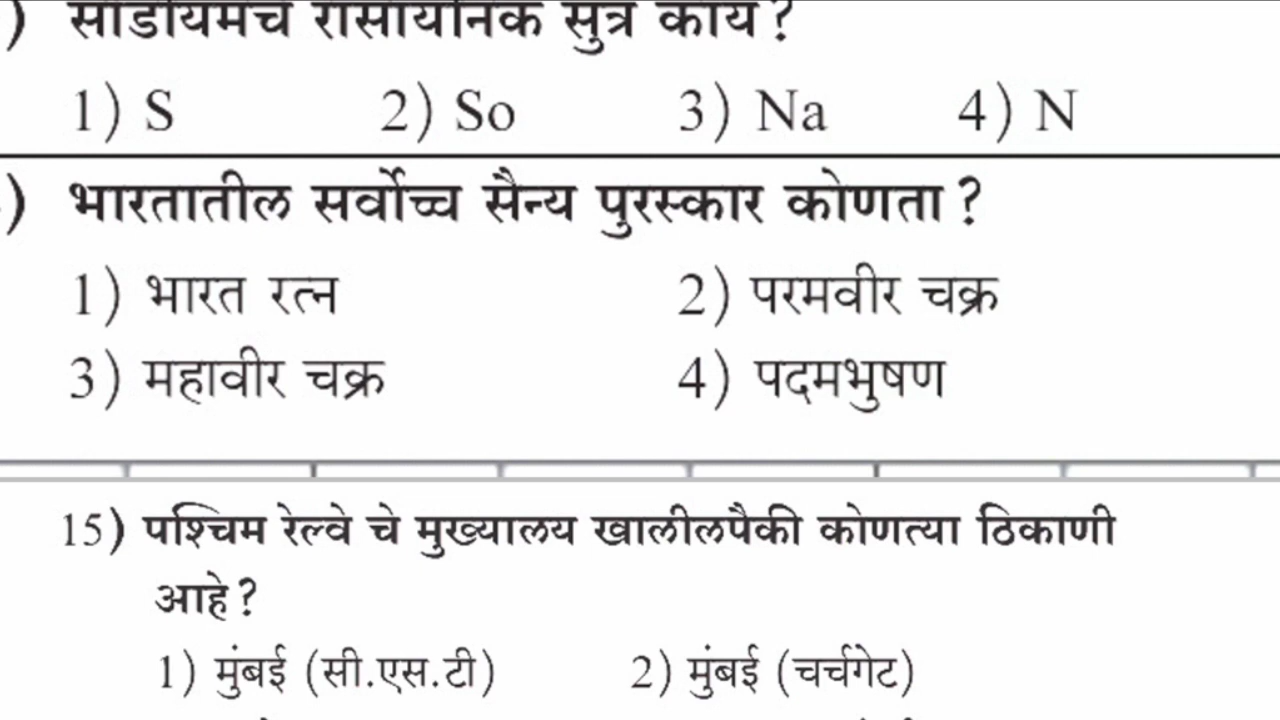 ) सोडीयमचे रासायनिक सुत्र काय?
1) S 2) So 3) Na 4) N
) भारतातील सर्वोच्च सैन्य पुरस्कार कोणता?
1) भारत रत्न 2) परमवीर चक्र
3) महावीर चक्र 4) पदमभुषण
15) पश्चिम रेल्वे चे मुख्यालय खालीलपैकी कोणत्या ठिकाणी
आहे?
1) मुंबई (सी.एस.टी) 2) मुंबई (चर्चगेट)